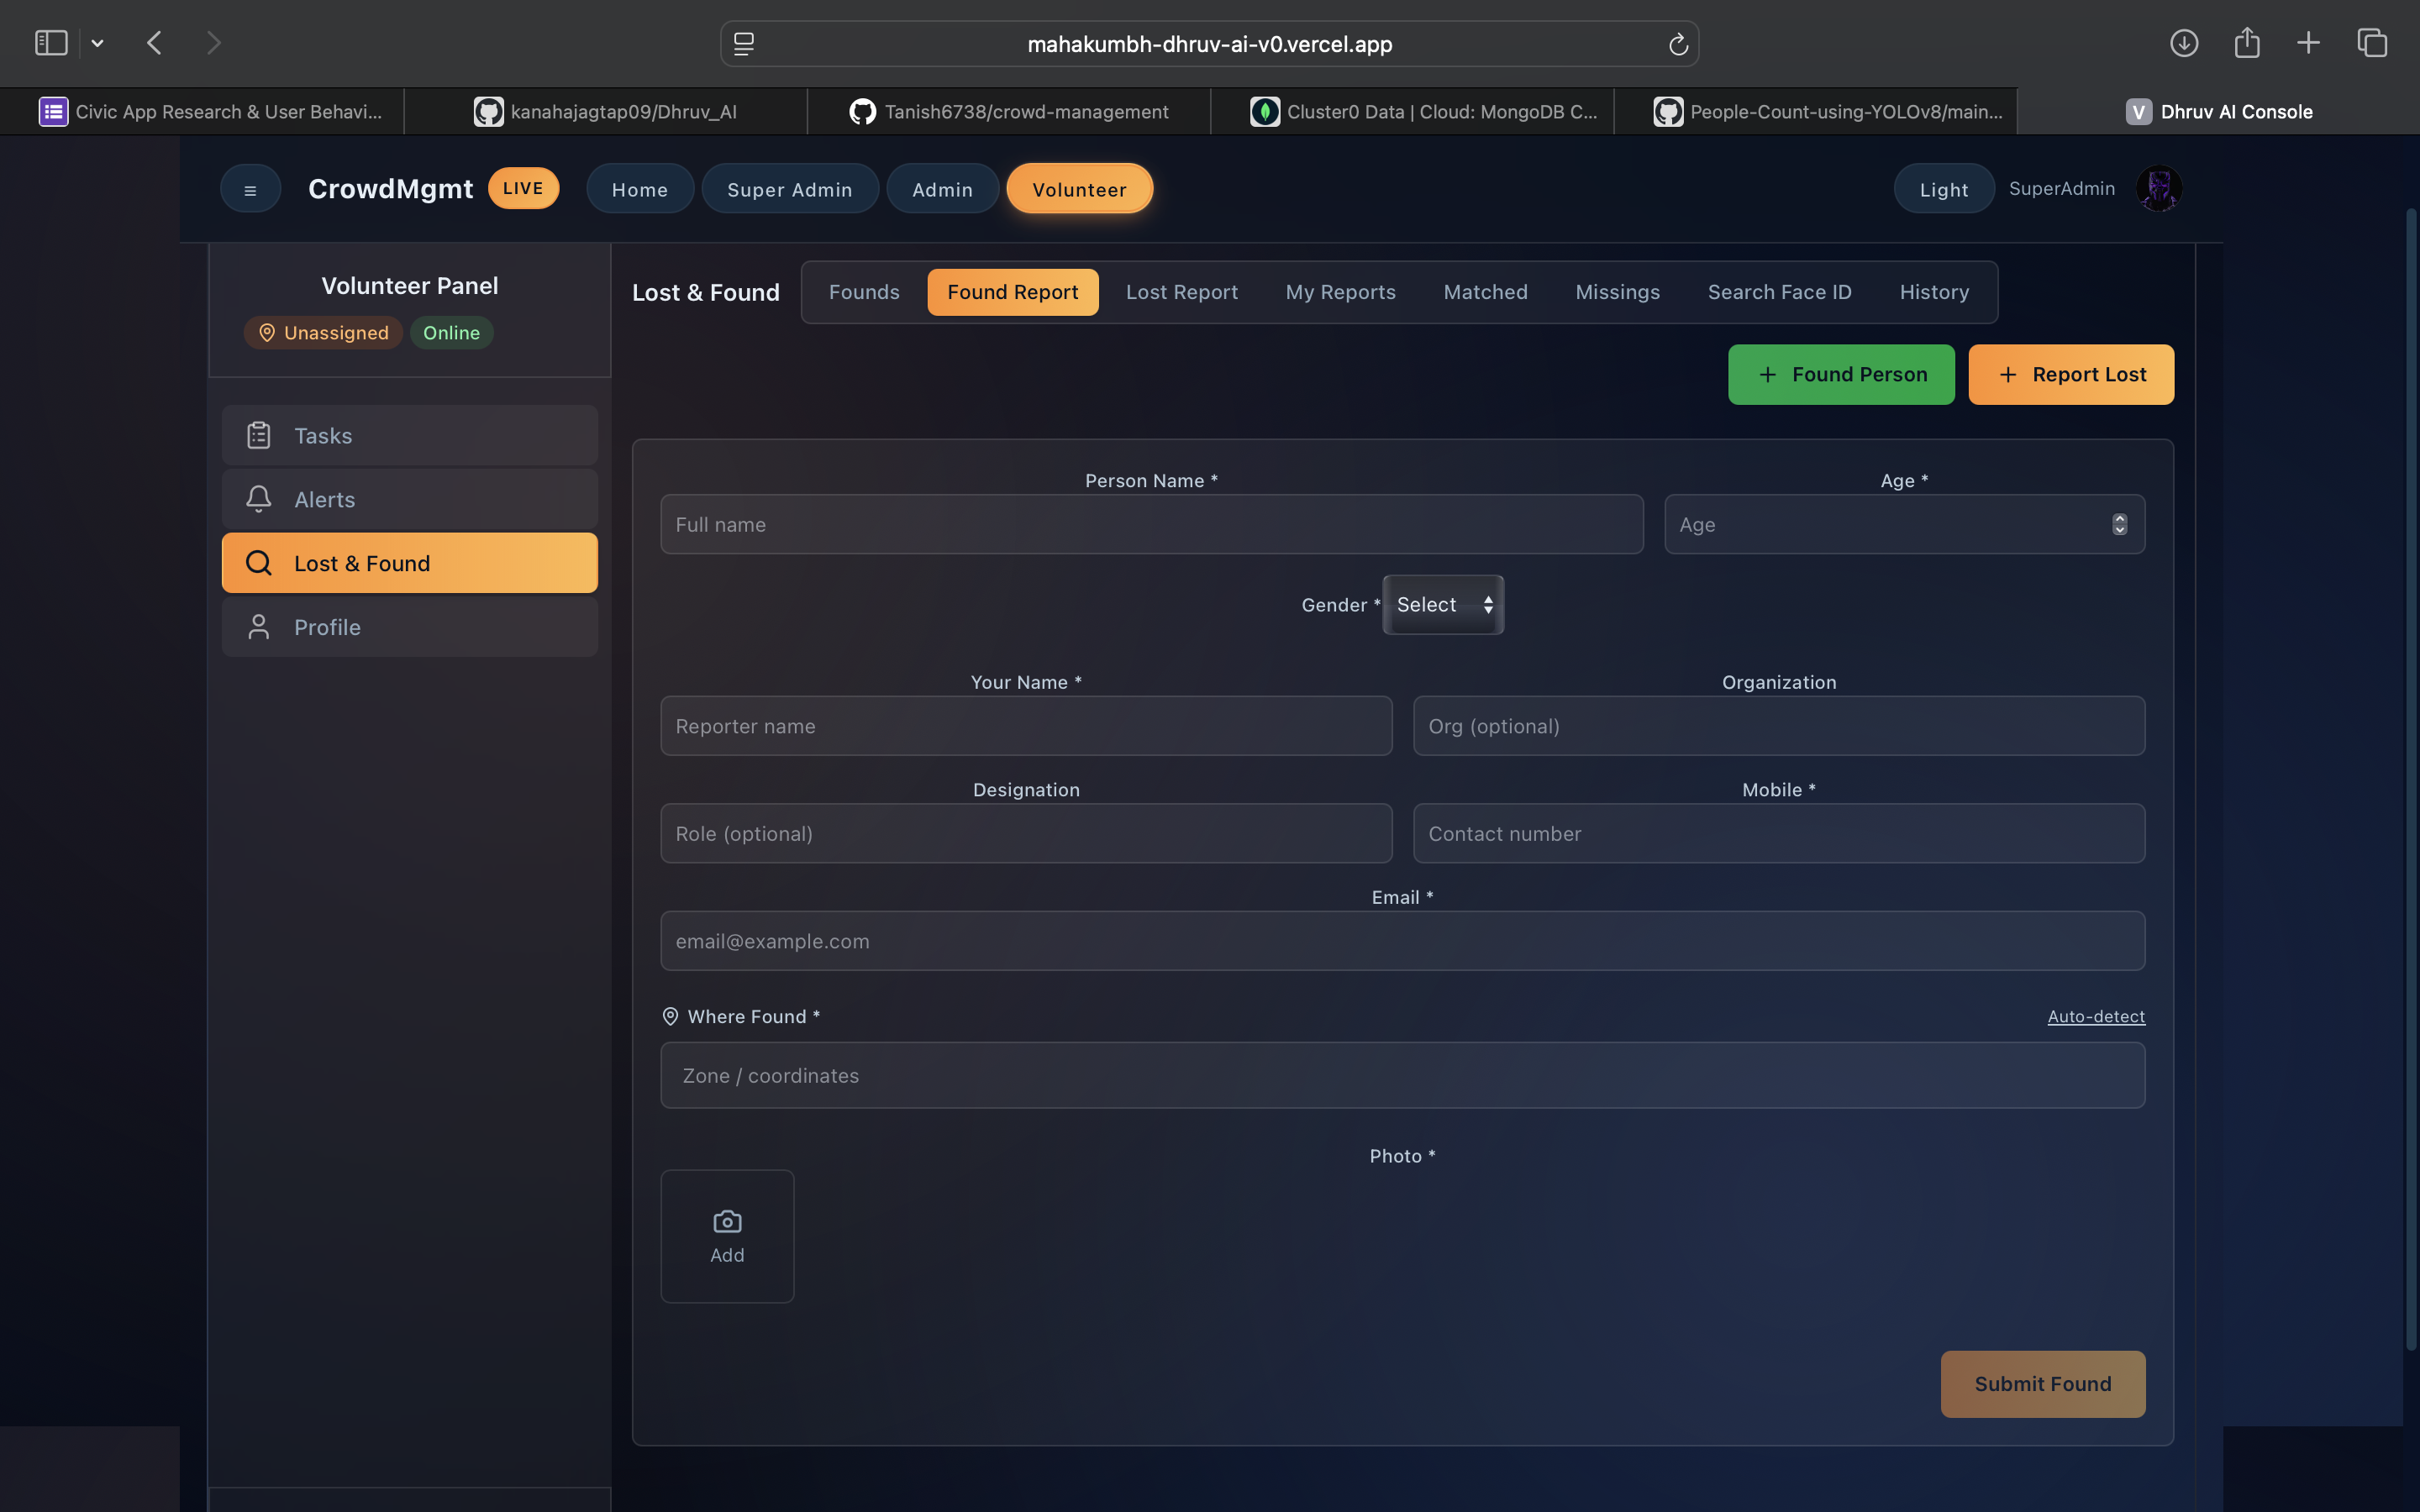 mahakumbh-dhruv-ai-v0.vercel.app
Civic App Research & User Behavi...
kanahajagtap09/Dhruv_AI
Tanish6738/crowd-management
Cluster0 Data | Cloud: MongoDB C...
People-Count-using-YOLOv8/main...
V Dhruv AI Console
CrowdMgmt LIVE Home Super Admin Admin Volunteer Light SuperAdmin
Volunteer Panel
Unassigned Online
Tasks
Alerts
Lost & Found
Profile
Lost & Found Founds Found Report Lost Report My Reports Matched Missings Search Face ID History
+ Found Person + Report Lost
Person Name * Age *
Full name Age
Gender * Select
Your Name * Organization
Reporter name Org (optional)
Designation Mobile *
Role (optional) Contact number
Email *
email@example.com
Where Found * Auto-detect
Zone / coordinates
Photo *
Add
Submit Found